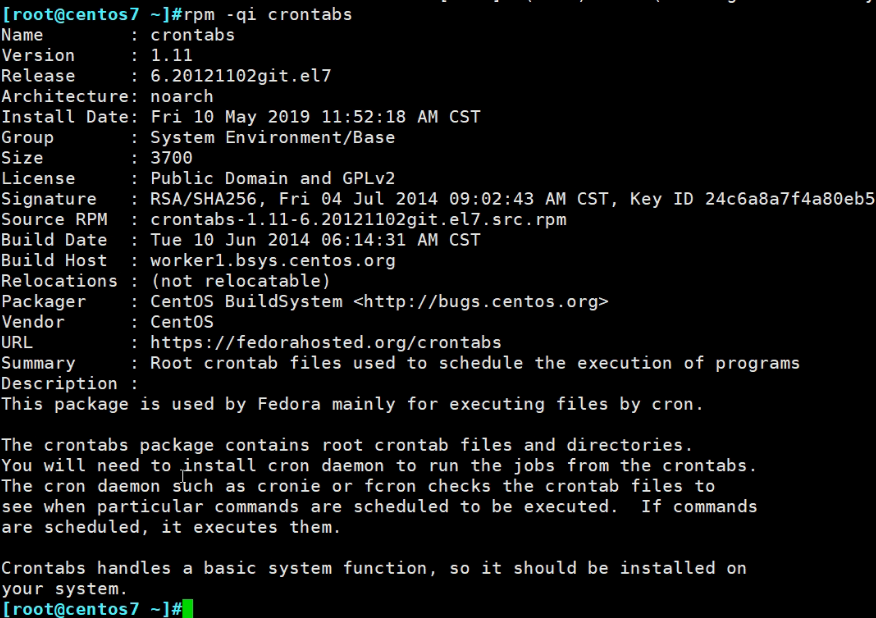 [root@centos7 ~]#rpm -qi crontabs
Name        : crontabs
Version     : 1.11
Release     : 6.20121102git.el7
Architecture: noarch
Install Date: Fri 10 May 2019 11:52:18 AM CST
Group       : System Environment/Base
Size        : 3700
License     : Public Domain and GPLv2
Signature   : RSA/SHA256, Fri 04 Jul 2014 09:02:43 AM CST, Key ID 24c6a8a7f4a80eb5
Source RPM  : crontabs-1.11-6.20121102git.el7.src.rpm
Build Date  : Tue 10 Jun 2014 06:14:31 AM CST
Build Host  : worker1.bsys.centos.org
Relocations : (not relocatable)
Packager    : CentOS BuildSystem <http://bugs.centos.org>
Vendor      : CentOS
URL         : https://fedorahosted.org/crontabs
Summary     : Root crontab files used to schedule the execution of programs
Description :
This package is used by Fedora mainly for executing files by cron.

The crontabs package contains root crontab files and directories.
You will need to install cron daemon to run the jobs from the crontabs.
The cron daemon such as cronie or fcron checks the crontab files to
see when particular commands are scheduled to be executed.  If commands
are scheduled, it executes them.

Crontabs handles a basic system function, so it should be installed on
your system.
[root@centos7 ~]#